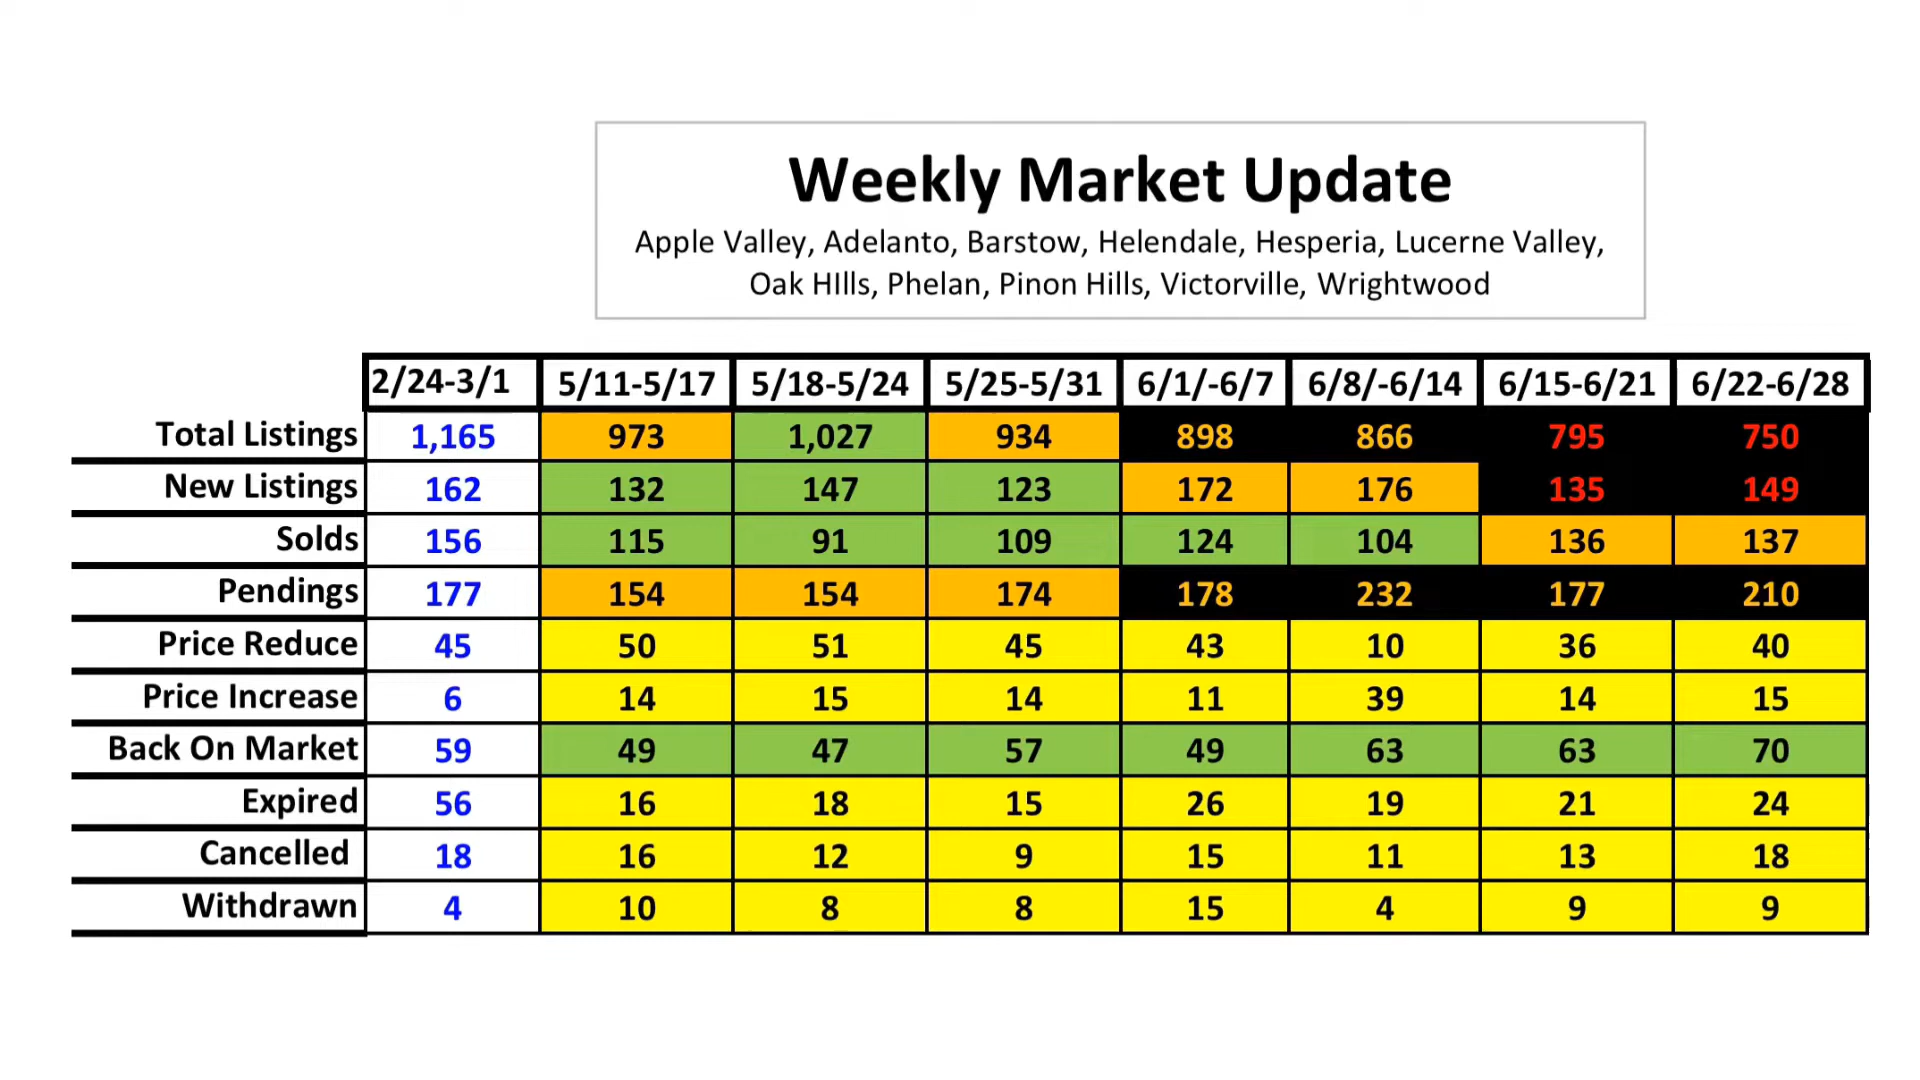 Weekly Market Update
Apple Valley, Adelanto, Barstow, Helendale, Hesperia, Lucerne Valley,
Oak HIlls, Phelan, Pinon Hills, Victorville, Wrightwood
2/24-3/1 5/11-5/17 5/18-5/24 5/25-5/31 6/1/-6/7 6/8/-6/14 6/15-6/21 6/22-6/28
Total Listings 1,165 973 1,027 934 898 866 795 750
New Listings 162 132 147 123 172 176 135 149
Solds 156 115 91 109 124 104 136 137
Pendings 177 154 154 174 178 232 177 210
Price Reduce 45 50 51 45 43 10 36 40
Price Increase 6 14 15 14 11 39 14 15
Back On Market 59 49 47 57 49 63 63 70
Expired 56 16 18 15 26 19 21 24
Cancelled 18 16 12 9 15 11 13 18
Withdrawn 4 10 8 8 15 4 9 9